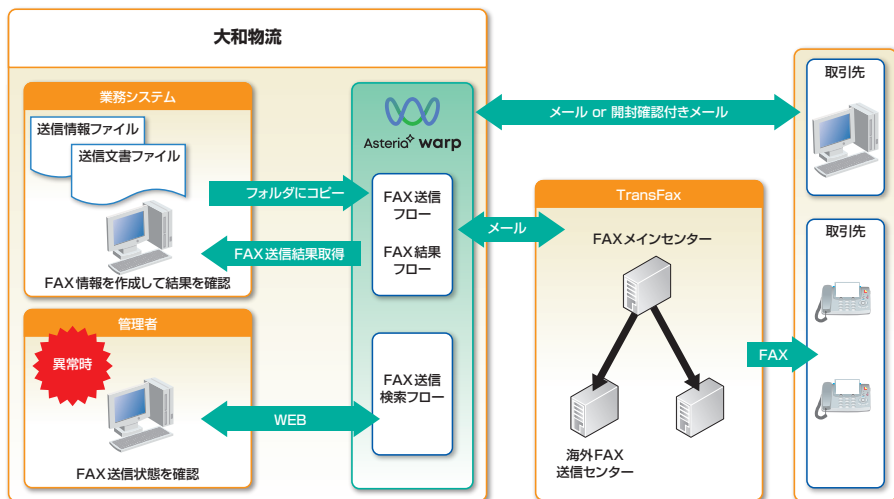 大和物流
業務システム
送信情報ファイル
送信文書ファイル
FAX情報を作成して結果を確認
フォルダにコピー
FAX送信結果取得
管理者
異常時
FAX送信状態を確認
WEB
Asteria warp
FAX送信
フロー
FAX結果
フロー
FAX送信
検索フロー
メール or 開封確認付きメール
メール
TransFax
FAXメインセンター
海外FAX
送信センター
FAX
取引先
取引先